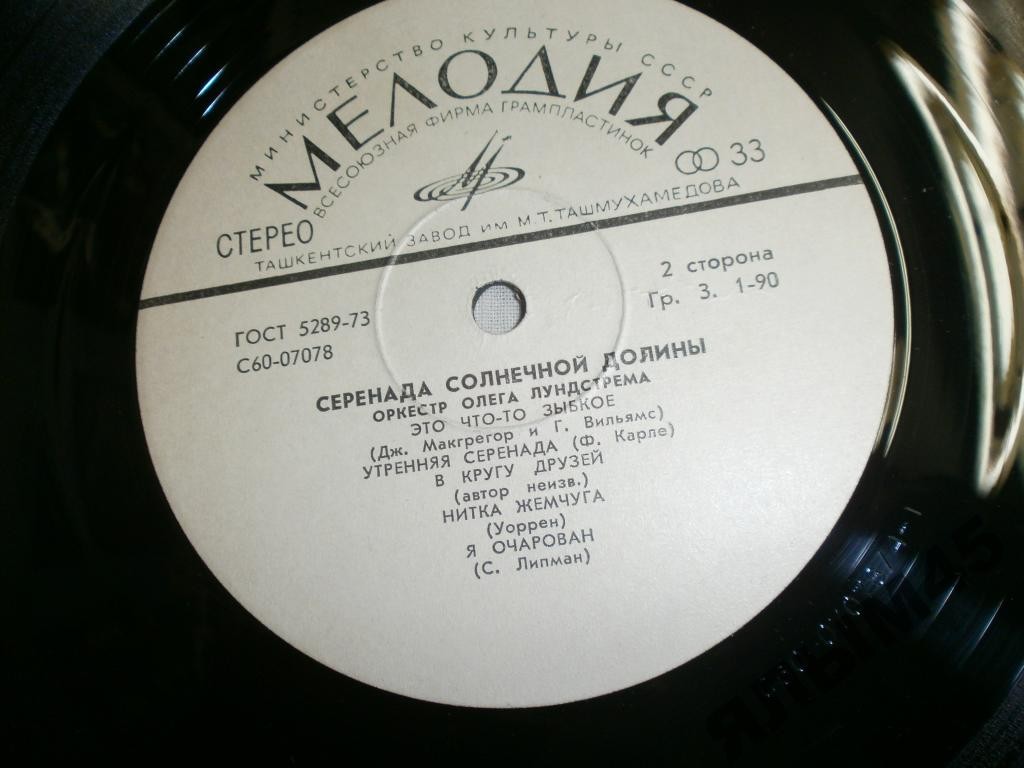 МИНИСТЕРСТВО КУЛЬТУРЫ СССР
МЕЛОДИЯ
ВСЕСОЮЗНАЯ ФИРМА ГРАМПЛАСТИНОК
СТЕРЕО
33
ТАШКЕНТСКИЙ ЗАВОД ИМ М.Т.ТАШМУХАМЕДОВА
ГОСТ 5289-73
С60-07078
2 сторона
Гр. 3. 1-90
СЕРЕНАДА СОЛНЕЧНОЙ ДОЛИНЫ
ОРКЕСТР ОЛЕГА ЛУНДСТРЕМА
ЭТО ЧТО-ТО ЗЫБКОЕ
(Дж. Макгрегор и Г. Вильямс)
УТРЕННЯЯ СЕРЕНАДА (Ф. Карле)
В КРУГУ ДРУЗЕЙ
(автор неизв.)
НИТКА ЖЕМЧУГА
(Уоррен)
Я ОЧАРОВАН
(С. Липман)
ЯЛЫМ45